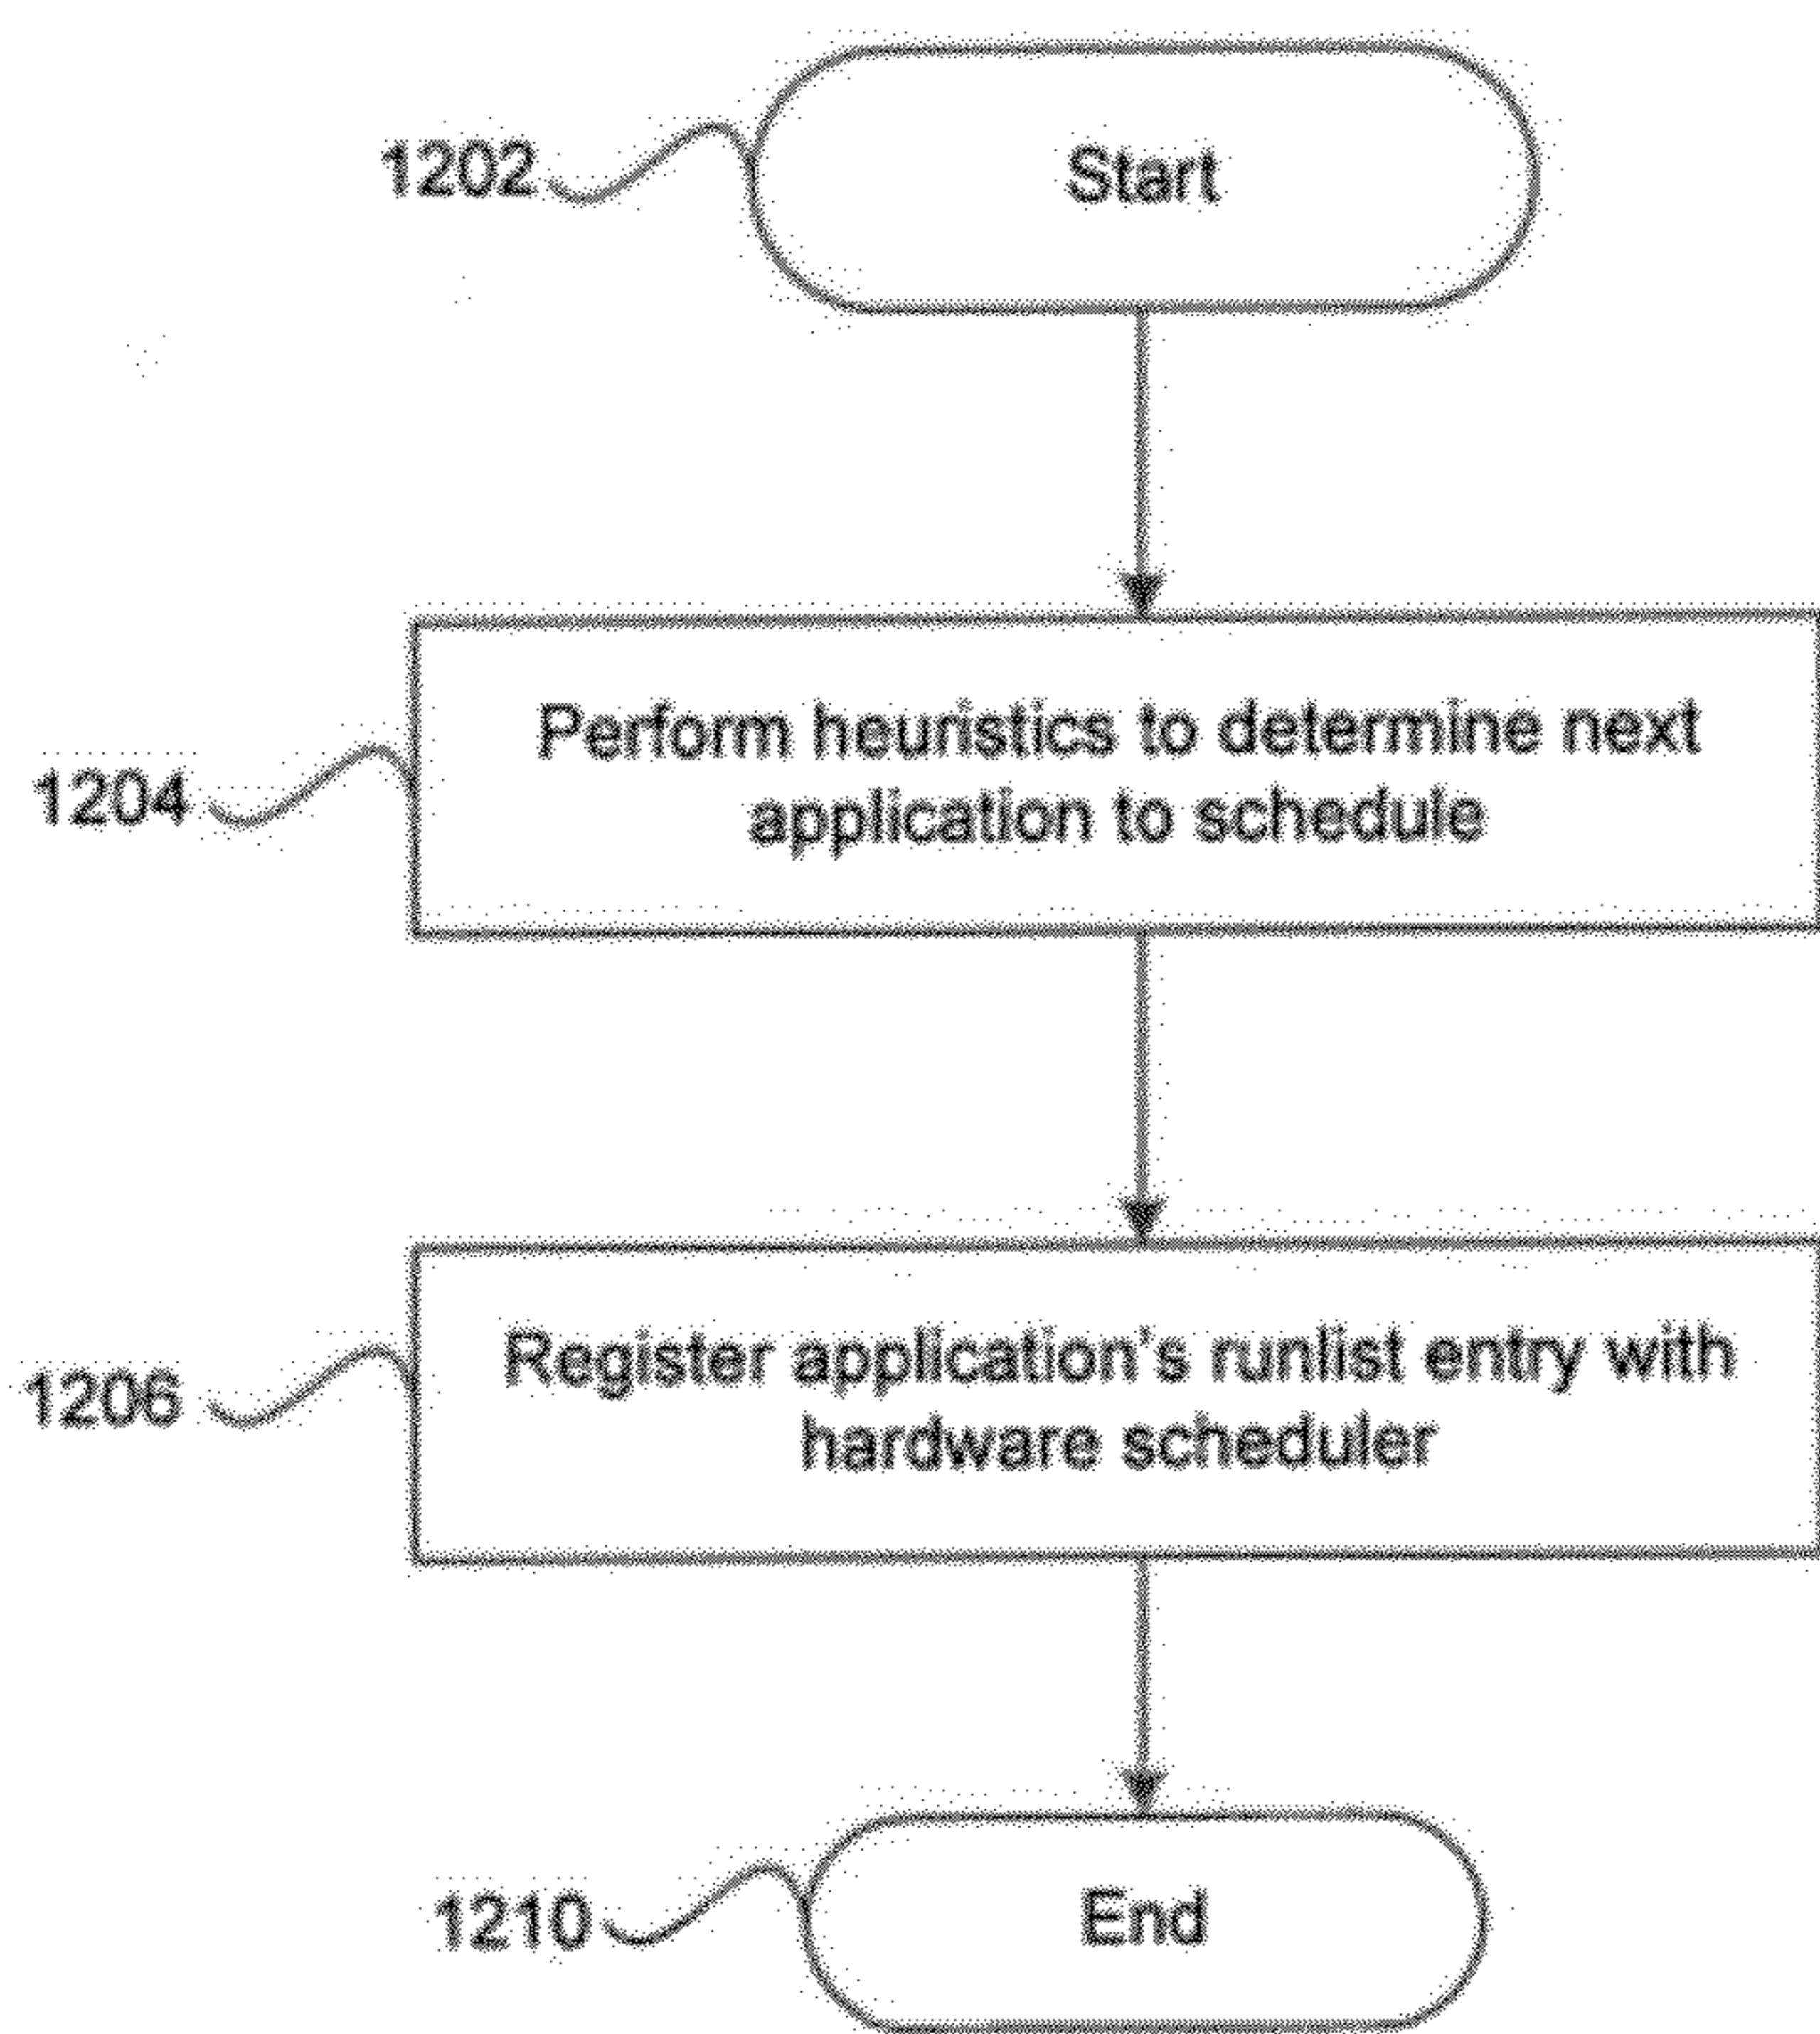 1202
Start
1204
Perform heuristics to determine next
application to schedule
1206
Register application's runlist entry with
hardware scheduler
1210
End